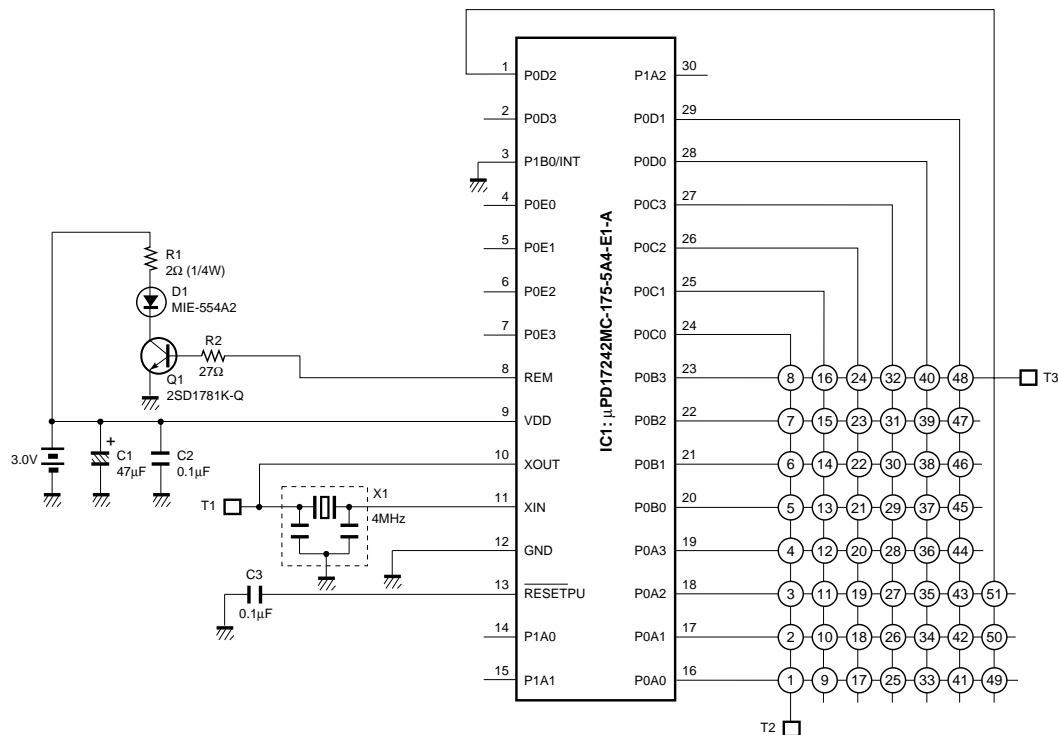 1 P0D2
2 P0D3
3 P1B0/INT
4 P0E0
5 P0E1
6 P0E2
7 P0E3
8 REM
9 VDD
10 XOUT
11 XIN
12 GND
13 RESETPU
14 P1A0
15 P1A1
IC1: µPD17242MC-175-5A4-E1-A
P1A2 30
P0D1 29
P0D0 28
P0C3 27
P0C2 26
P0C1 25
P0C0 24
P0B3 23
P0B2 22
P0B1 21
P0B0 20
P0A3 19
P0A2 18
P0A1 17
P0A0 16
R1
2Ω (1/4W)
D1
MIE-554A2
R2
27Ω
Q1
2SD1781K-Q
3.0V
+
C1
47µF
C2
0.1µF
T1
X1
4MHz
C3
0.1µF
8 16 24 32 40 48 T3
7 15 23 31 39 47
6 14 22 30 38 46
5 13 21 29 37 45
4 12 20 28 36 44
3 11 19 27 35 43 51
2 10 18 26 34 42 50
1 9 17 25 33 41 49
T2